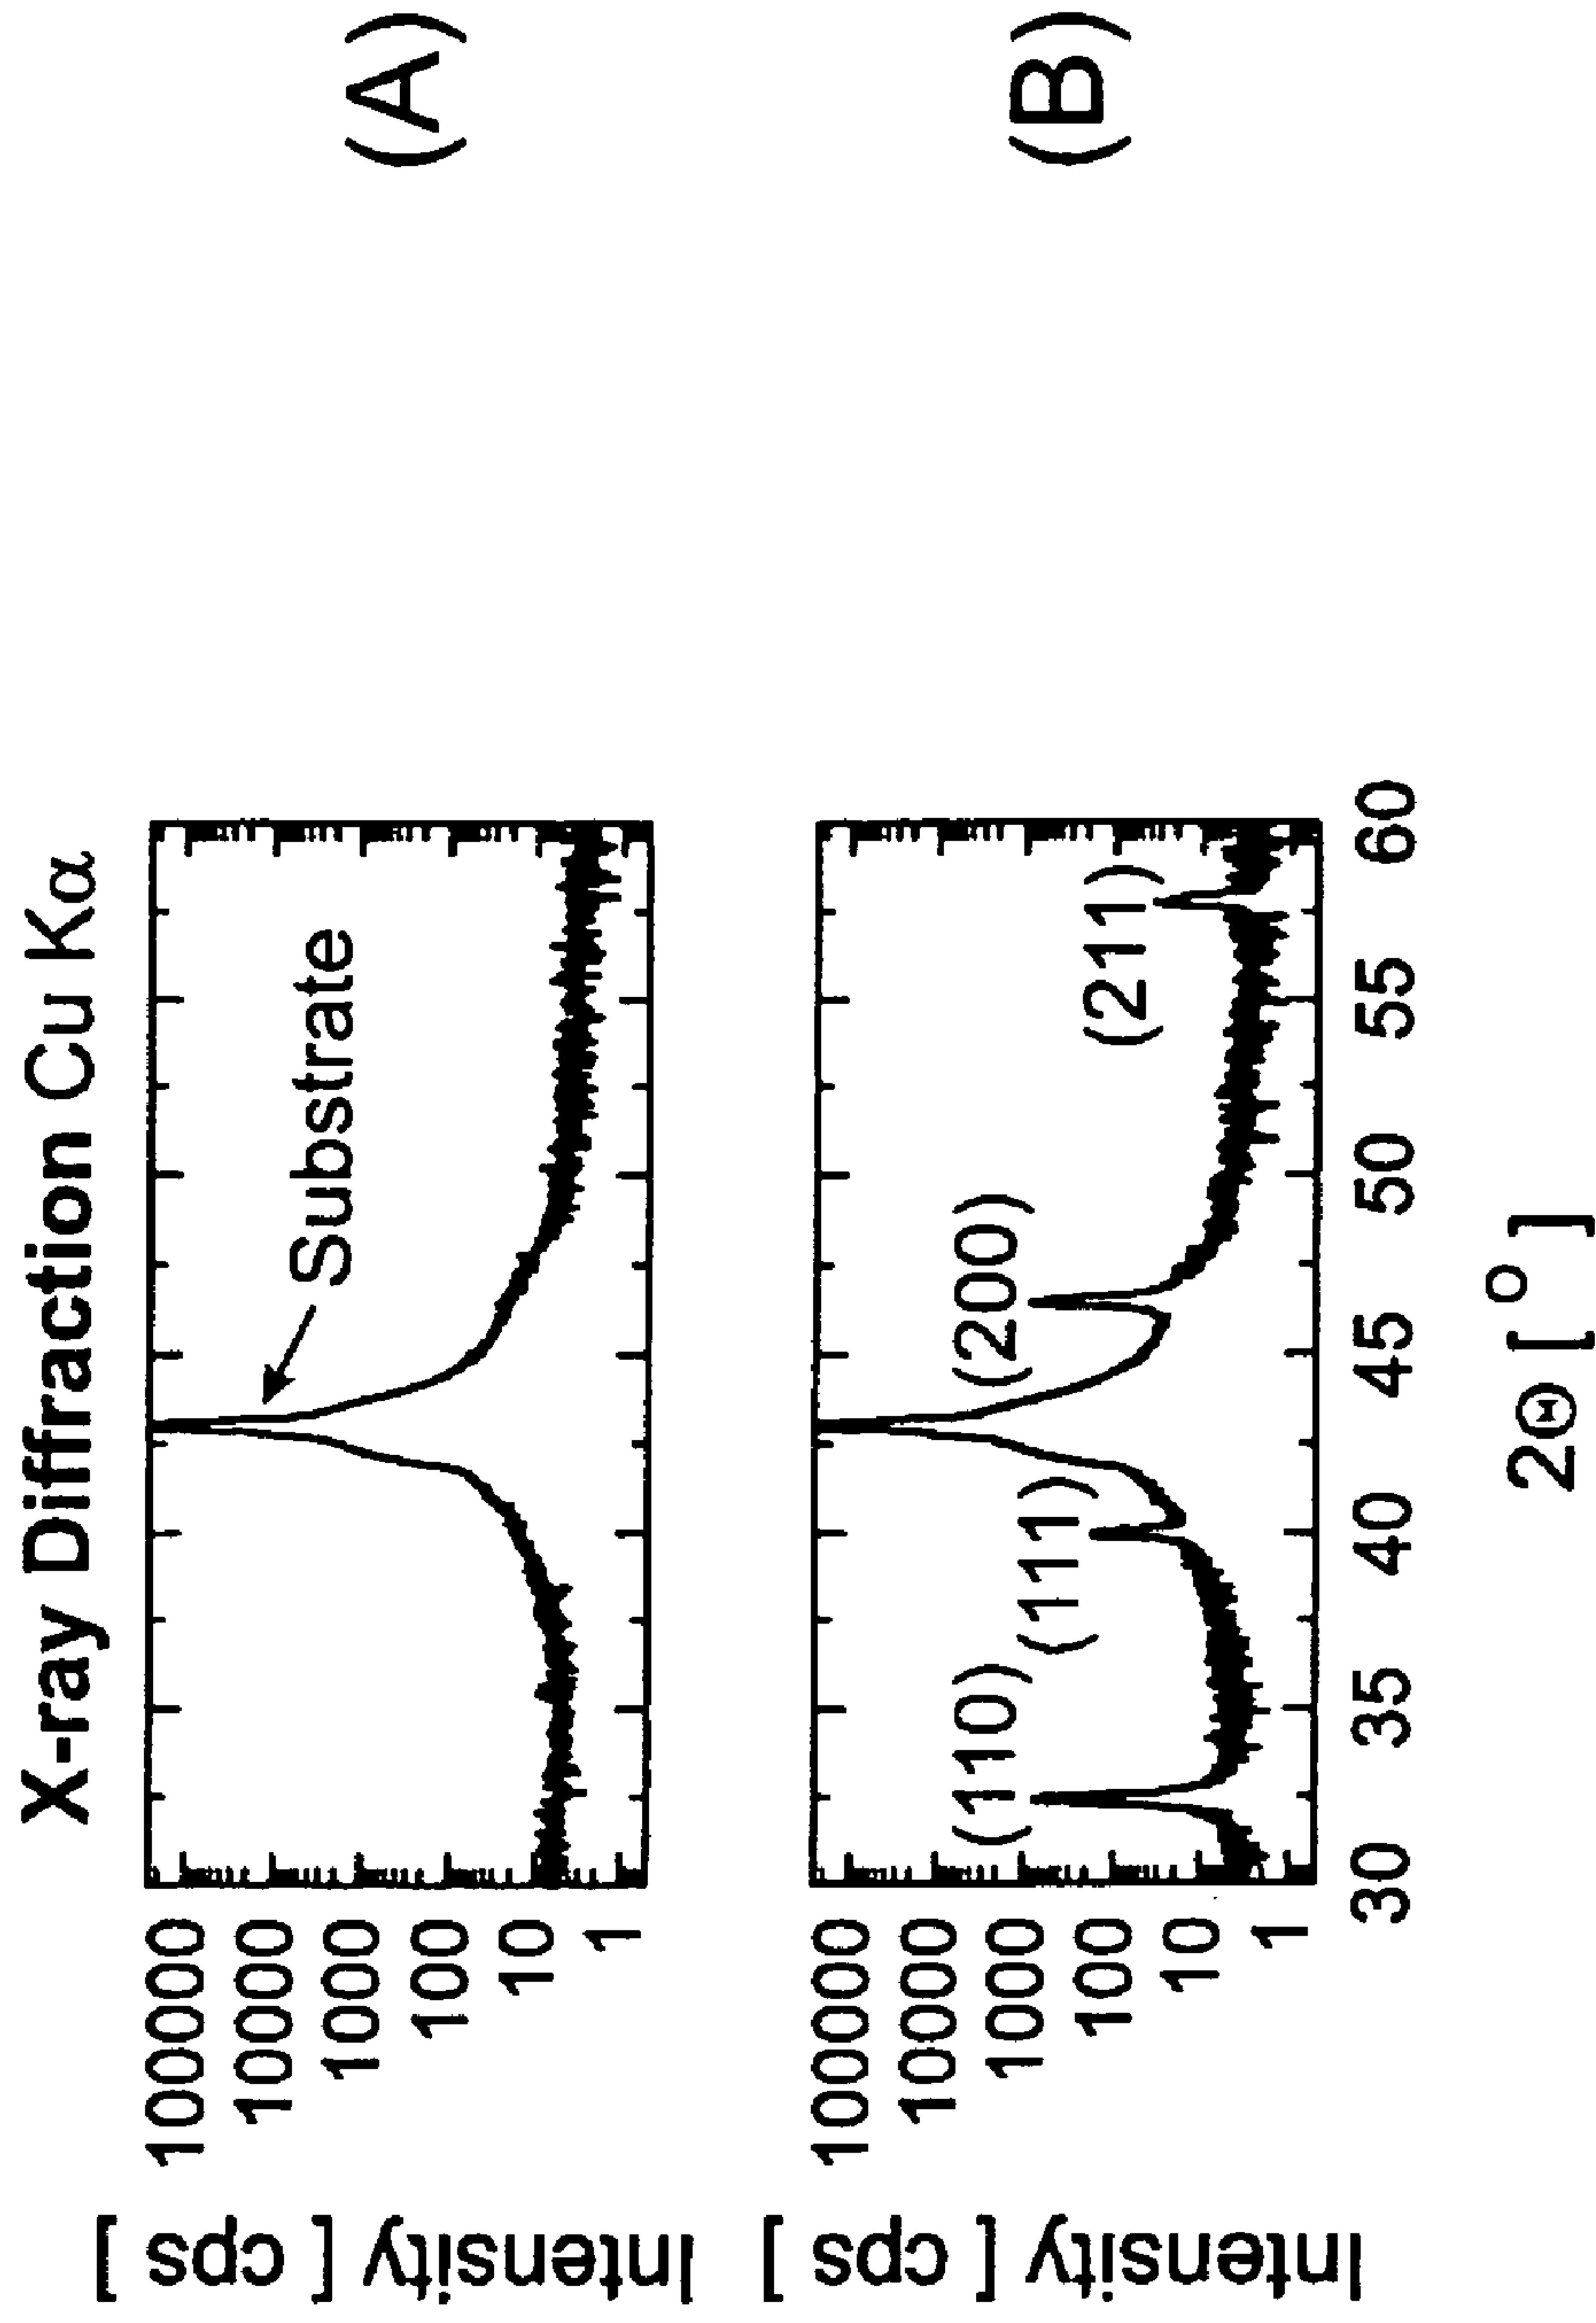 X-ray Diffraction Cu Kα
Intensity [ cps ]
100000
10000
1000
100
10
1
Substrate
(A)
Intensity [ cps ]
100000
10000
1000
100
10
1
(110)
(111)
(200)
(211)
(B)
30 35 40 45 50 55 60
2Θ [ ° ]